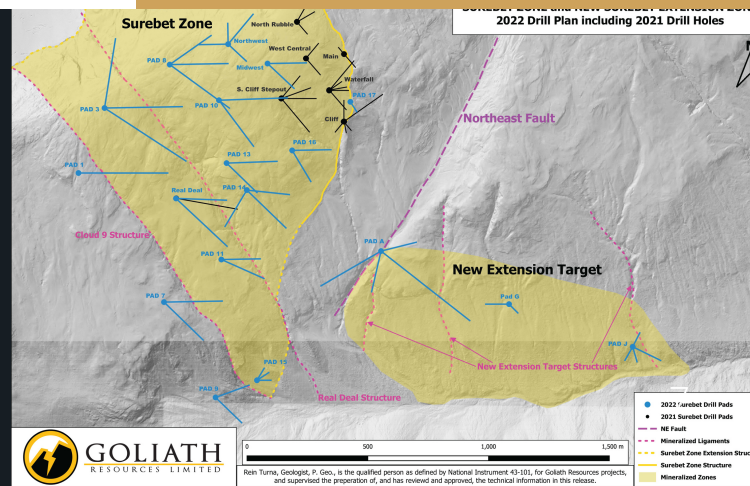 2022 Drill Plan including 2021 Drill Holes
Surebet Zone
North Rubble
Northwest
West Central
Main
PAD 8
Midwest
Waterfall
S. Cliff Stepout
PAD 17
PAD 3
PAD 10
Cliff
Northeast Fault
PAD 16
PAD 13
PAD 1
Real Deal
PAD 14
Cloud 9 Structure
PAD A
PAD 11
New Extension Target
PAD 7
Pad G
PAD J
PAD 15
New Extension Target Structures
PAD 9
Real Deal Structure
2022 Surebet Drill Pads
2021 Surebet Drill Pads
NE Fault
Mineralized Ligaments
Surebet Zone Extension Struc
Surebet Zone Structure
Mineralized Zones
GOLIATH
RESOURCES LIMITED
0 500 1,000 1,500 m
Rein Turna, Geologist, P. Geo., is the qualified person as defined by National Instrument 43-101, for Goliath Resources projects,
and supervised the preperation of, and has reviewd and approved, the technical information in this release.